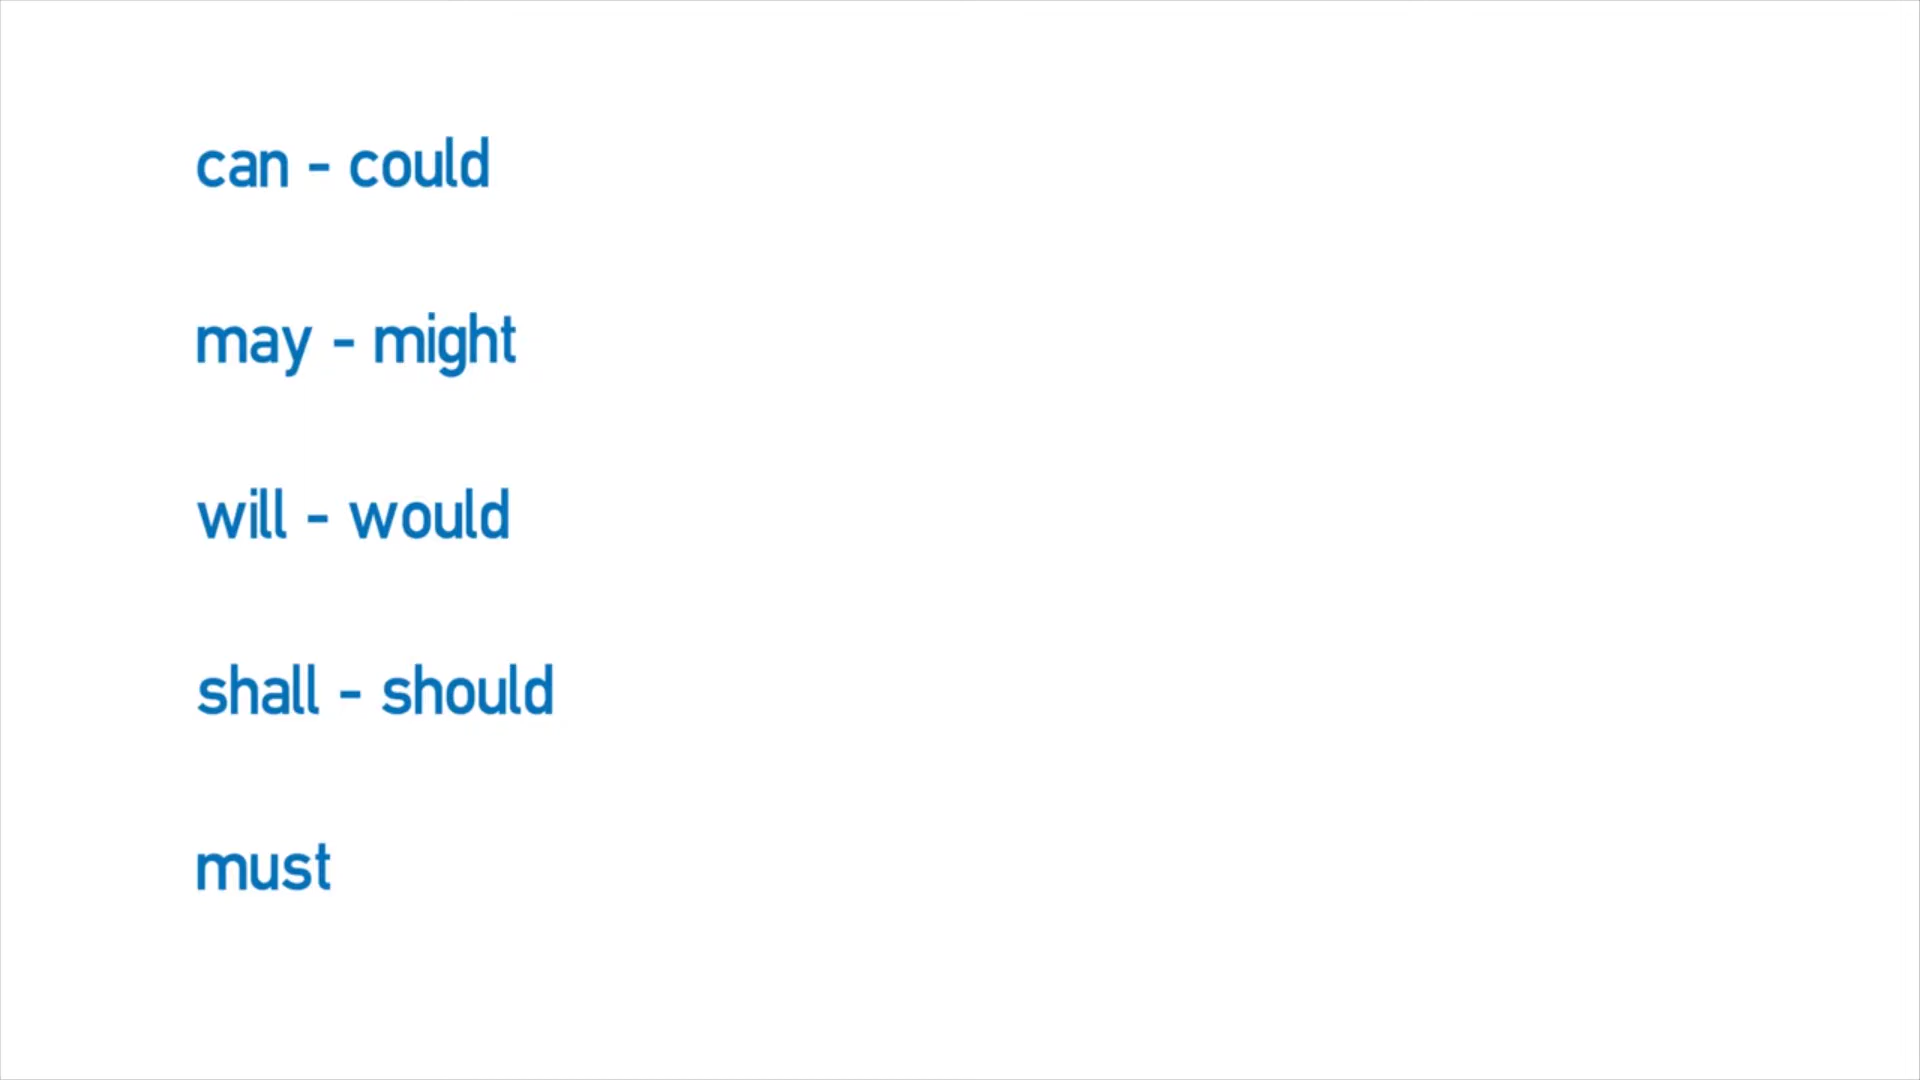 can - could
may - might
will - would
shall - should
must